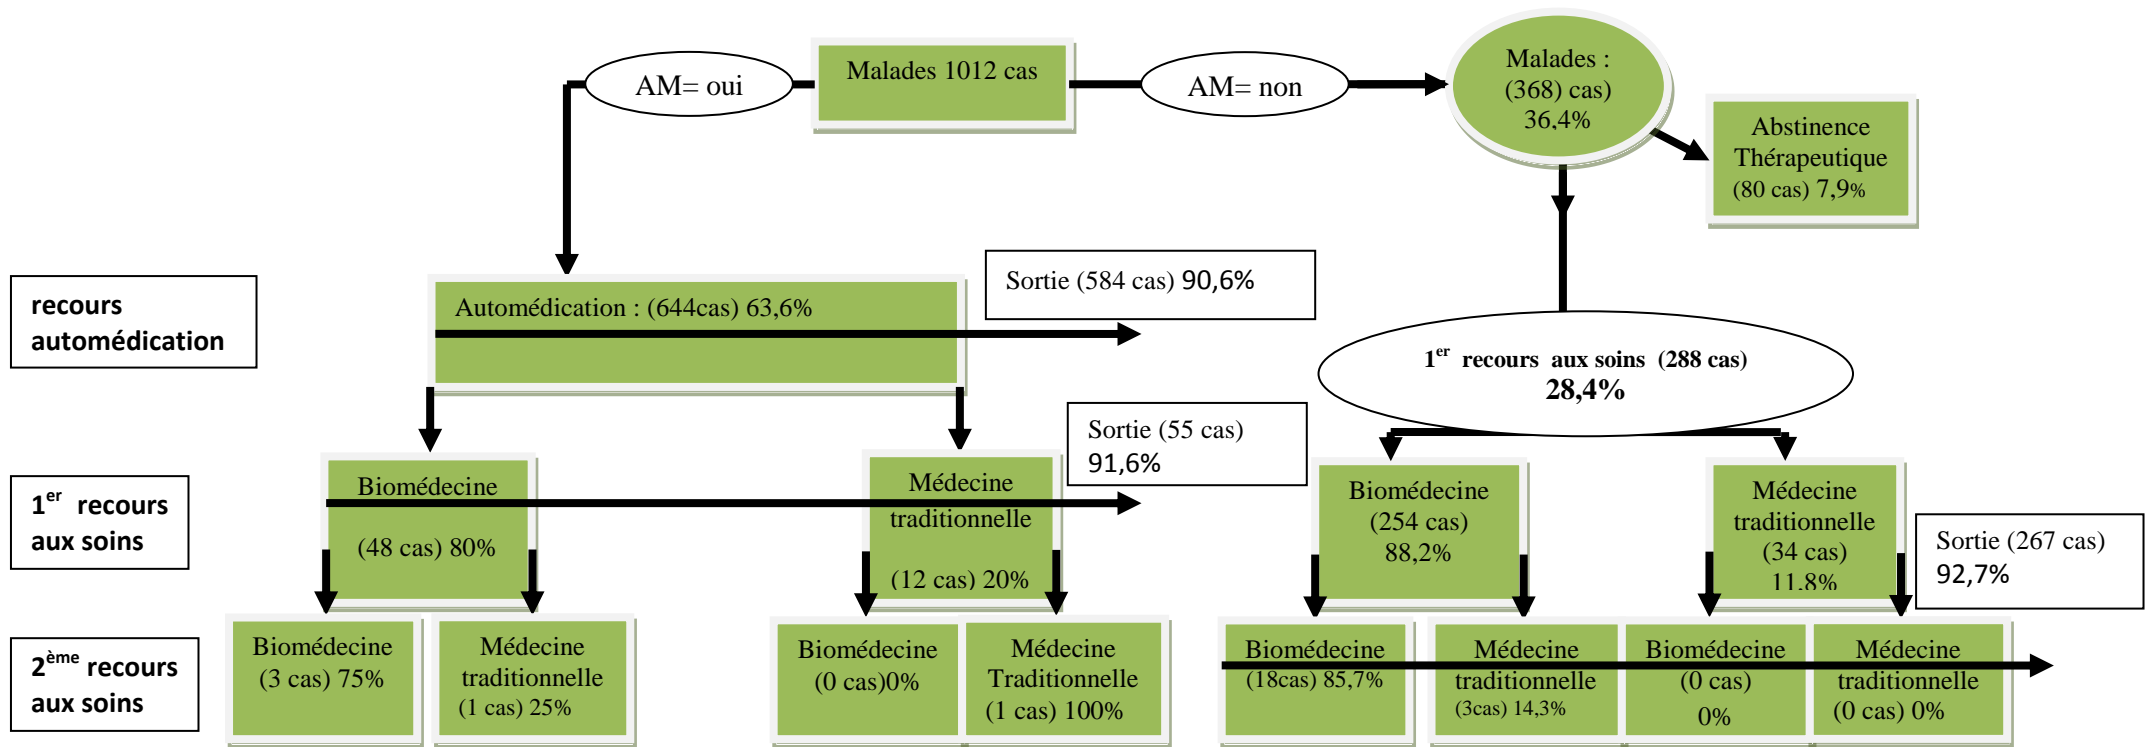 AM= oui
Malades 1012 cas
AM= non
Malades :
(368) cas)
36,4%
Abstinence
Thérapeutique
(80 cas) 7,9%
recours
automédication
Automédication : (644cas) 63,6%
Sortie (584 cas) 90,6%
1er recours aux soins (288 cas)
28,4%
Sortie (55 cas)
91,6%
1er recours
aux soins
Biomédecine
(48 cas) 80%
Médecine
traditionnelle
(12 cas) 20%
Biomédecine
(254 cas)
88,2%
Médecine
traditionnelle
(34 cas)
11,8%
Sortie (267 cas)
92,7%
2ème recours
aux soins
Biomédecine
(3 cas) 75%
Médecine
traditionnelle
(1 cas) 25%
Biomédecine
(0 cas)0%
Médecine
Traditionnelle
(1 cas) 100%
Biomédecine
(18cas) 85,7%
Médecine
traditionnelle
(3cas) 14,3%
Biomédecine
(0 cas)
0%
Médecine
traditionnelle
(0 cas) 0%